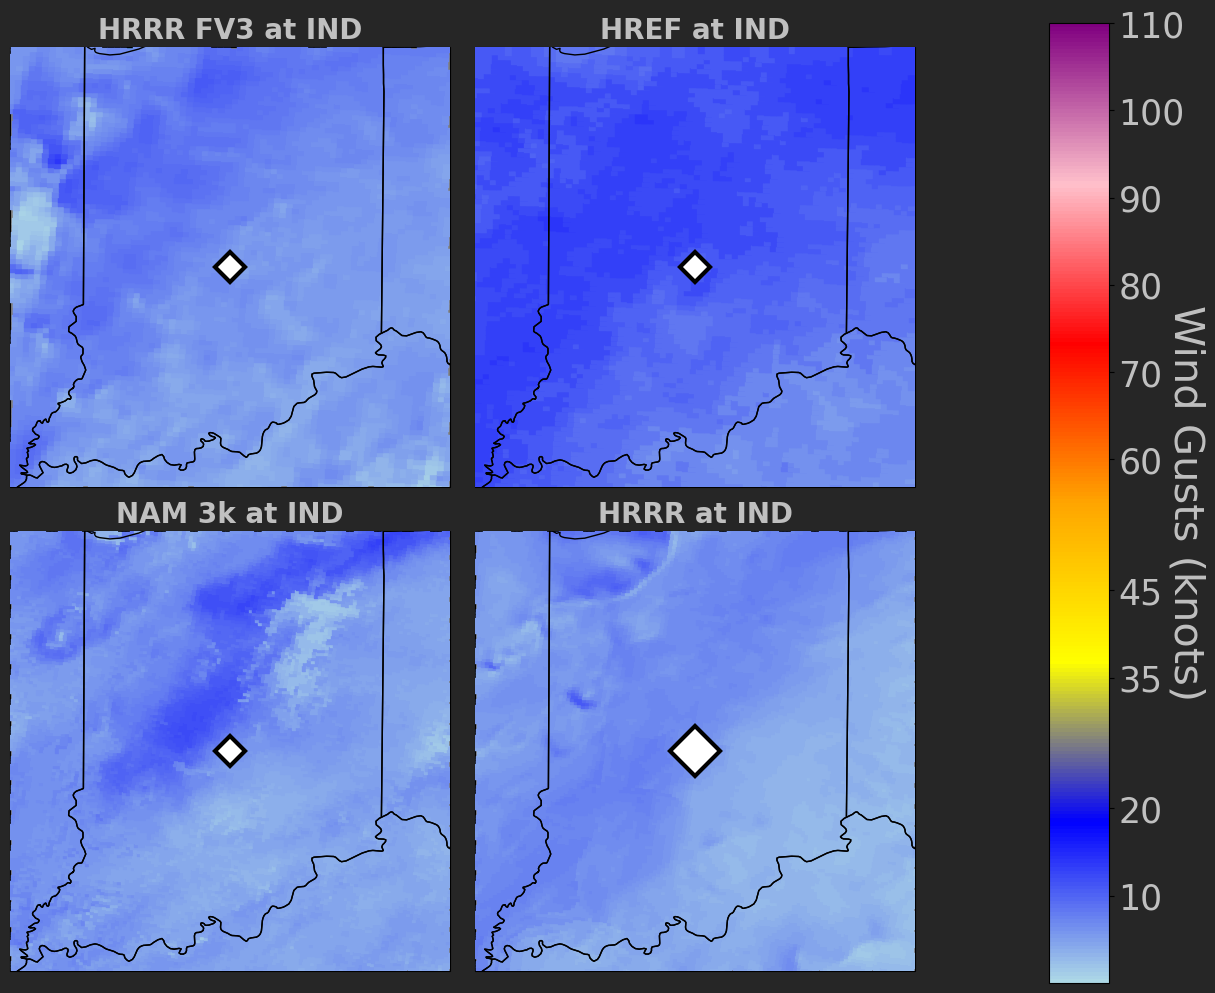 HRRR FV3 at IND
HREF at IND
NAM 3k at IND
HRRR at IND
110
100
90
80
70
60
45
35
20
10
Wind Gusts (knots)